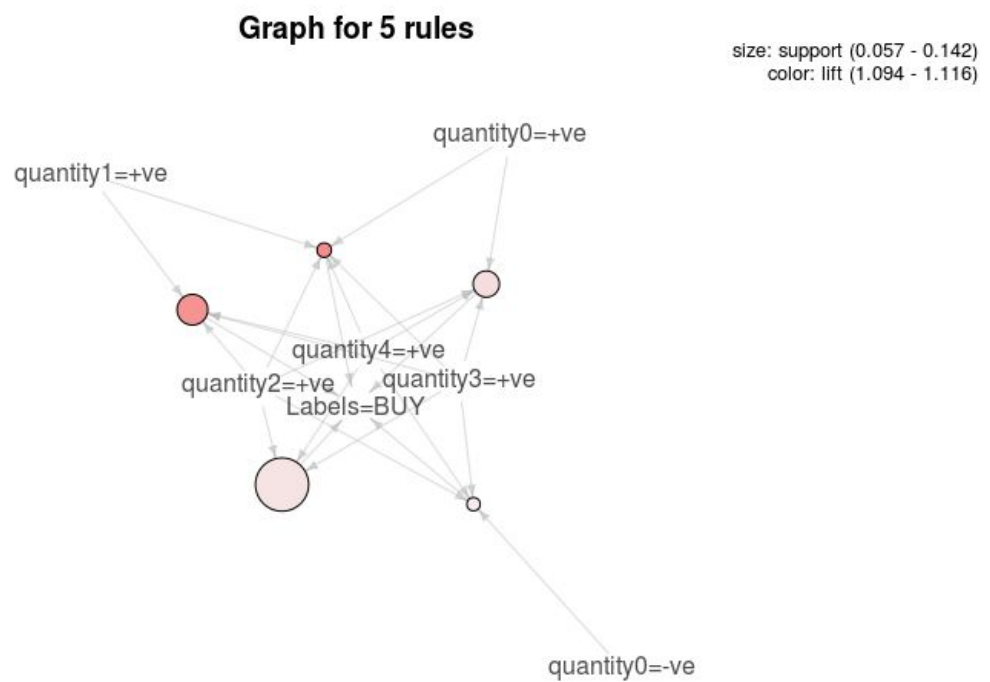 Graph for 5 rules
size: support (0.057 - 0.142)
color: lift (1.094 - 1.116)
quantity0=+ve
quantity1=+ve
quantity4=+ve
quantity2=+ve
quantity3=+ve
Labels=BUY
quantity0=-ve